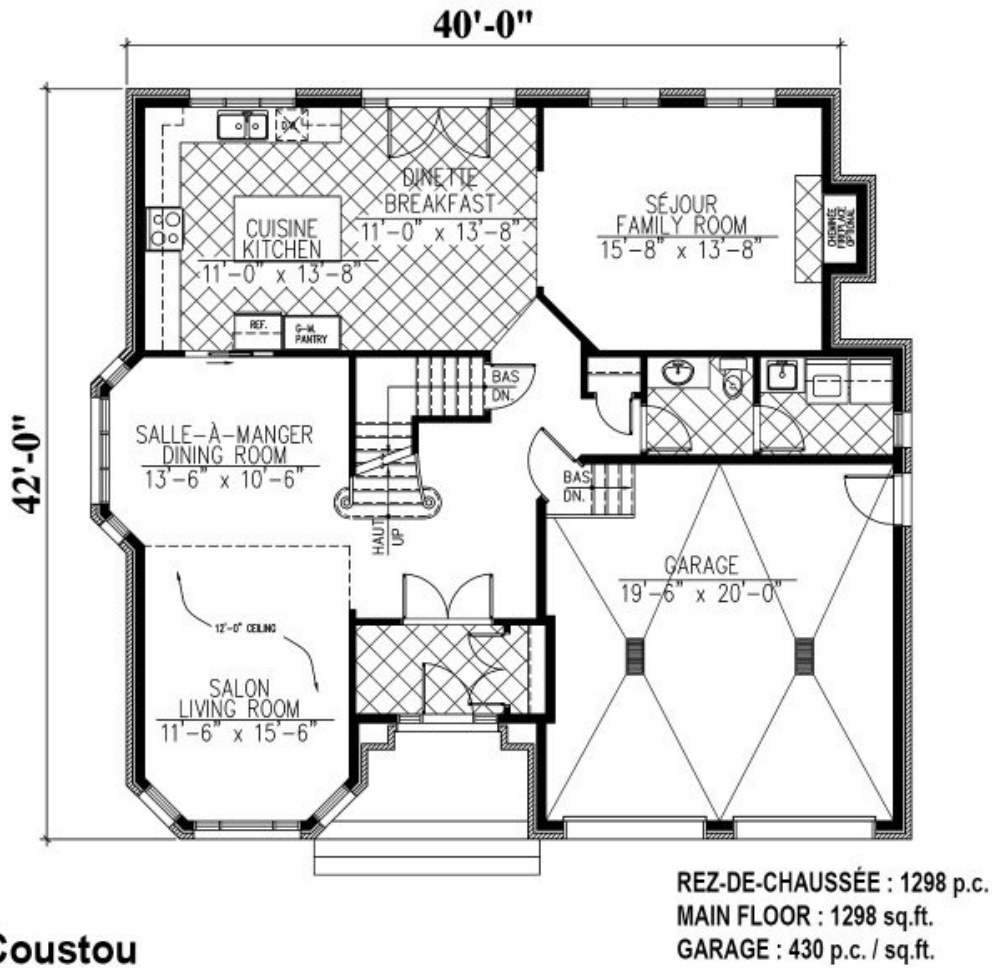 40'-0"
42'-0"
D.W.
DINETTE
BREAKFAST
11'-0" x 13'-8"
CUISINE
KITCHEN
11'-0" x 13'-8"
SÉJOUR
FAMILY ROOM
15'-8" x 13'-8"
CHEMINÉE
FIREPLACE
OPTIONAL
REF.
G-M.
PANTRY
BAS
DN.
SALLE-À-MANGER
DINING ROOM
13'-6" x 10'-6"
BAS
DN.
HAUT
UP
GARAGE
19'-6" x 20'-0"
12'-0" CEILING
SALON
LIVING ROOM
11'-6" x 15'-6"
REZ-DE-CHAUSSÉE : 1298 p.c.
MAIN FLOOR : 1298 sq.ft.
GARAGE : 430 p.c. / sq.ft.
Coustou